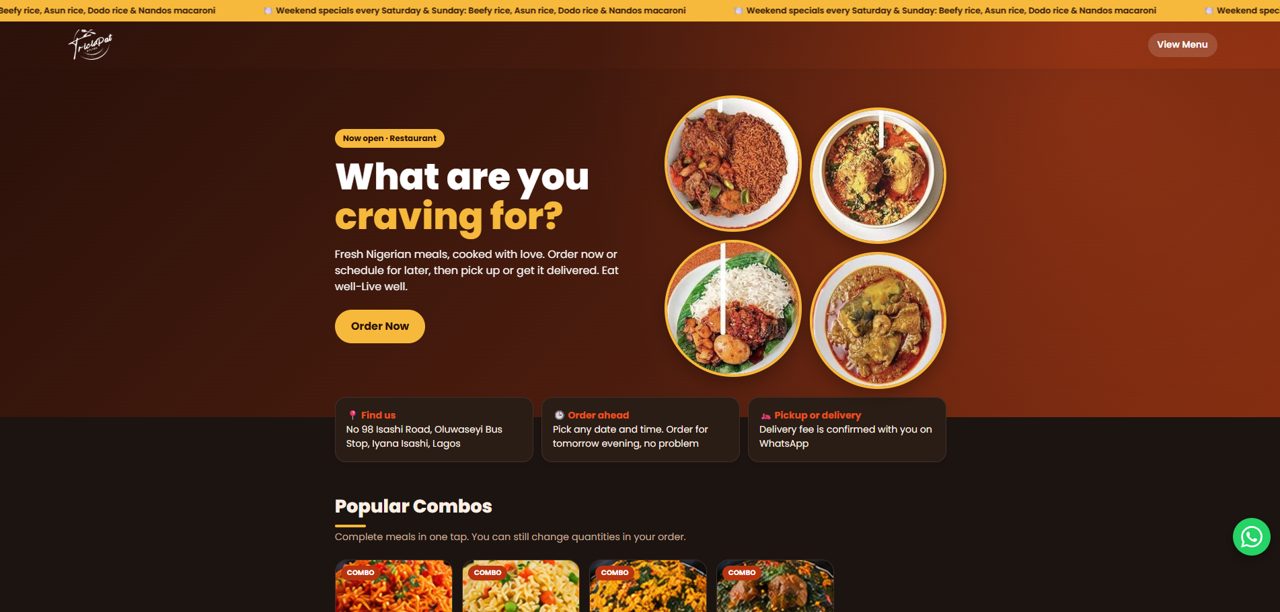 Beefy rice, Asun rice, Dodo rice & Nandos macaroni
Weekend specials every Saturday & Sunday: Beefy rice, Asun rice, Dodo rice & Nandos macaroni
Weekend specials every Saturday & Sunday: Beefy rice, Asun rice, Dodo rice & Nandos macaroni
Weekend spec
View Menu
Now open · Restaurant
What are you
craving for?
Fresh Nigerian meals, cooked with love. Order now or
schedule for later, then pick up or get it delivered. Eat
well-Live well.
Order Now
Find us
No 98 Isashi Road, Oluwaseyi Bus
Stop, Iyana Isashi, Lagos
Order ahead
Pick any date and time. Order for
tomorrow evening, no problem
Pickup or delivery
Delivery fee is confirmed with you on
WhatsApp
Popular Combos
Complete meals in one tap. You can still change quantities in your order.
COMBO
COMBO
COMBO
COMBO